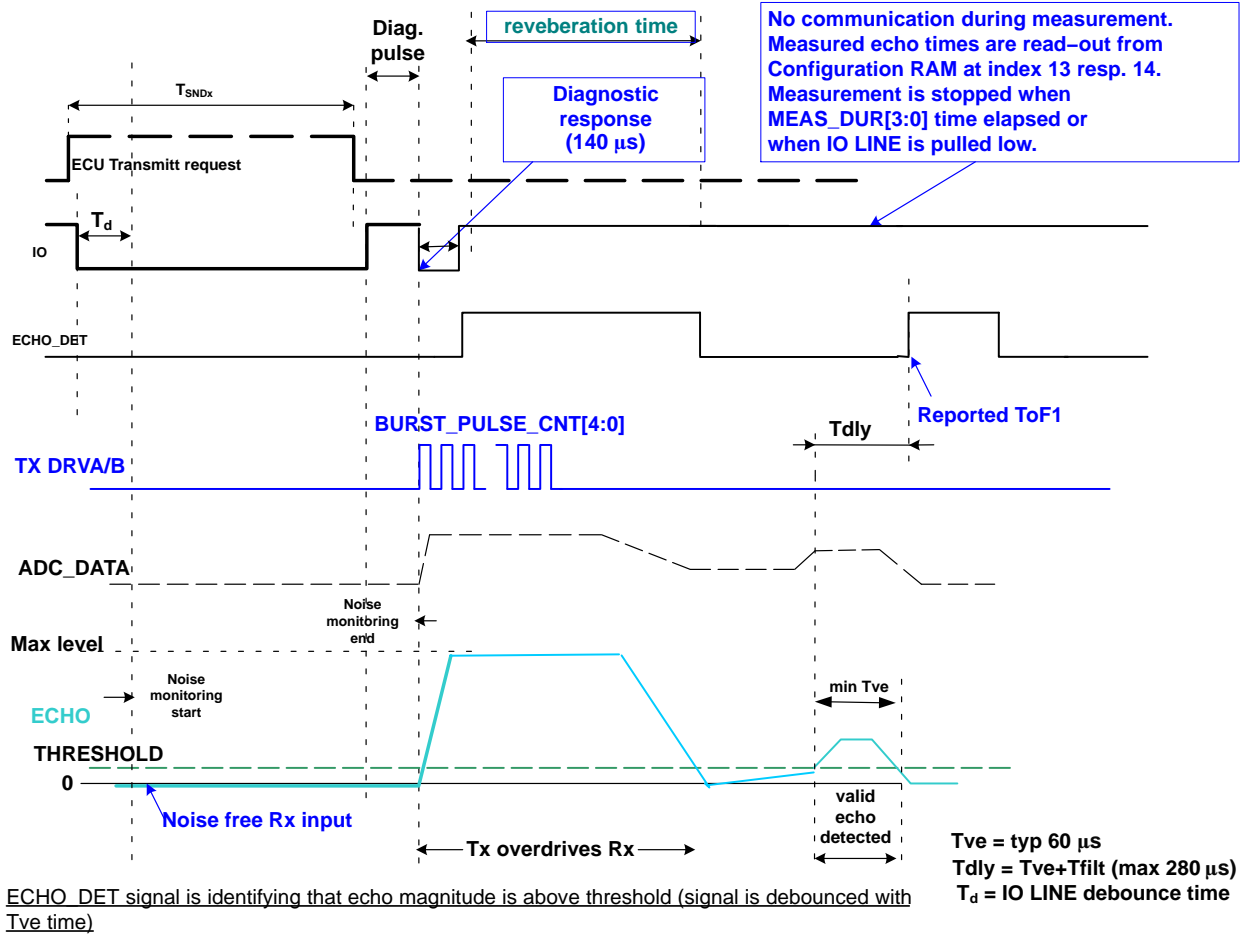 Diag.
pulse
reveberation time
No communication during measurement.
Measured echo times are read−out from
Configuration RAM at index 13 resp. 14.
Measurement is stopped when
MEAS_DUR[3:0] time elapsed or
when IO LINE is pulled low.
TSNDx
Diagnostic
response
(140 µs)
ECU Transmitt request
Td
IO
ECHO_DET
Reported ToF1
BURST_PULSE_CNT[4:0]
Tdly
TX DRVA/B
ADC_DATA
Noise
monitoring
end
Max level
Noise
monitoring
start
min Tve
ECHO
THRESHOLD
0
Noise free Rx input
valid
echo
detected
Tx overdrives Rx
Tve = typ 60 µs
Tdly = Tve+Tfilt (max 280 µs)
Td = IO LINE debounce time
ECHO_DET signal is identifying that echo magnitude is above threshold (signal is debounced with
Tve time)